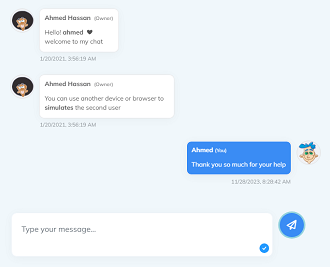 Ahmed Hassan (Owner)
Hello! ahmed ♥
welcome to my chat
1/20/2021, 3:56:19 AM
Ahmed Hassan (Owner)
You can use another device or browser to
simulates the second user
1/20/2021, 3:56:19 AM
Ahmed (You)
Thank you so much for your help
11/28/2023, 8:28:42 AM
Type your message...